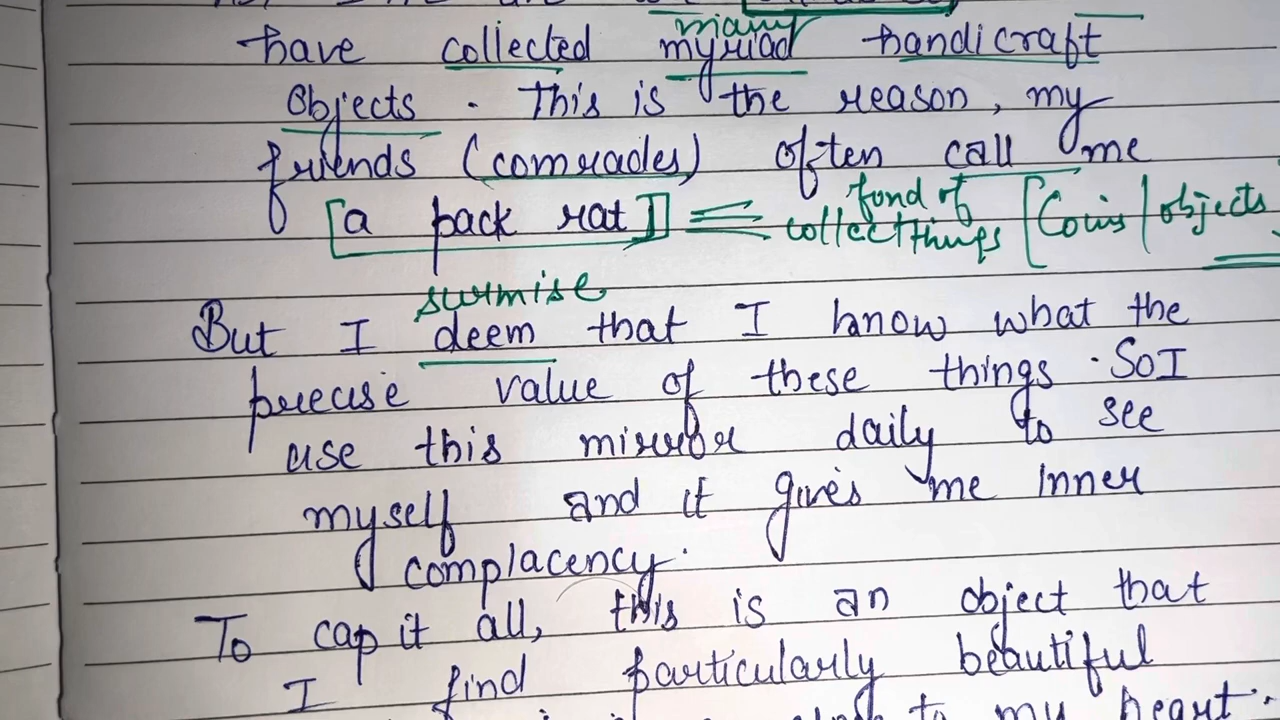 many
have collected myriad handicraft
objects. This is the reason, my
friends (comrades) often call me
[a pack rat] = fond of collect things [Coins/objects
surmise
But I deem that I know what the
precise value of these things. So I
use this mirror daily to see
myself and it gives me inner
complacency.
To cap it all, this is an object that
I find particularly beautiful
to my heart.